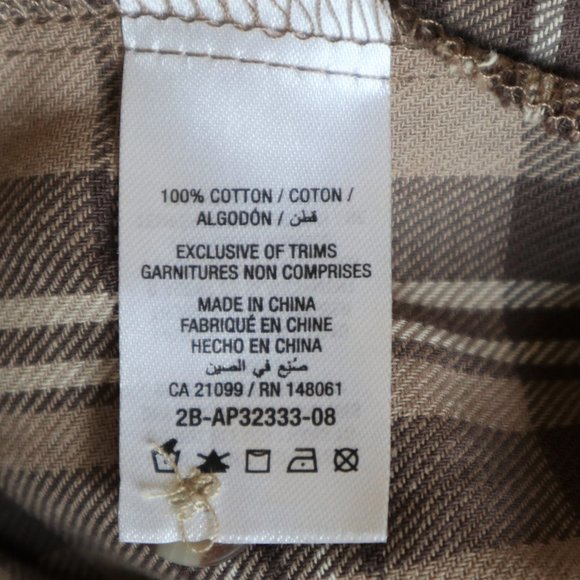 100% COTTON / COTON /
ALGODÓN / قطن
EXCLUSIVE OF TRIMS
GARNITURES NON COMPRISES
MADE IN CHINA
FABRIQUÉ EN CHINE
HECHO EN CHINA
صُنِع في الصين
CA 21099 / RN 148061
2B-AP32333-08